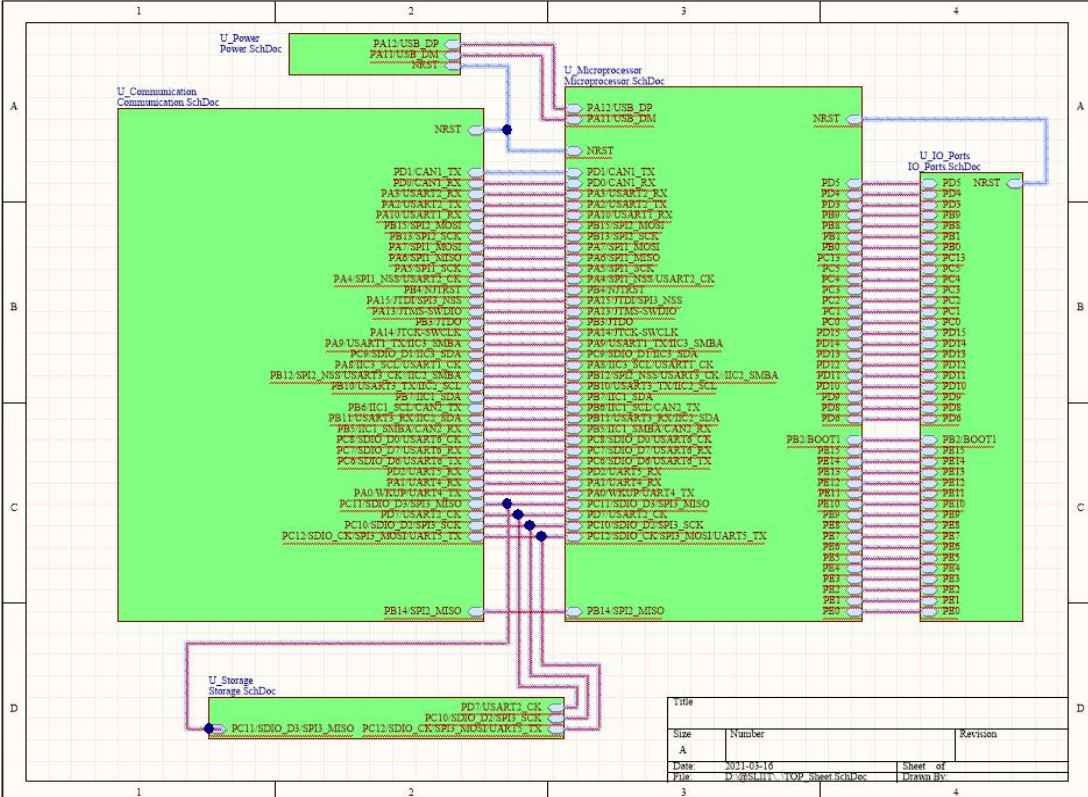 1 2 3 4
A
B
C
D
U_Power
Power.SchDoc
PA12/USB_DP
PA11/USB_DM
NRST
U_Communication
Communication.SchDoc
NRST
PD1/CAN1_TX
PD0/CAN1_RX
PA3/USART2_RX
PA2/USART2_TX
PA10/USART1_RX
PB15/SPI2_MOSI
PB13/SPI2_SCK
PA7/SPI1_MOSI
PA6/SPI1_MISO
PA5/SPI1_SCK
PA4/SPI1_NSS/USART2_CK
PB4/NJTRST
PA15/JTDI/SPI3_NSS
PA13/JTMS-SWDIO
PB3/JTDO
PA14/JTCK-SWCLK
PA9/USART1_TX/IIC3_SMBA
PC9/SDIO_D1/IIC3_SDA
PA8/IIC3_SCL/USART1_CK
PB12/SPI2_NSS/USART3_CK/IIC2_SMBA
PB10/USART3_TX/IIC2_SCL
PB7/IIC1_SDA
PB6/IIC1_SCL/CAN2_TX
PB11/USART3_RX/IIC2_SDA
PB5/IIC1_SMBA/CAN2_RX
PC8/SDIO_D0/USART6_CK
PC7/SDIO_D7/USART6_RX
PC6/SDIO_D6/USART6_TX
PD2/UART5_RX
PA1/UART4_RX
PA0/WKUP/UART4_TX
PC11/SDIO_D3/SPI3_MISO
PD7/USART2_CK
PC10/SDIO_D2/SPI3_SCK
PC12/SDIO_CK/SPI3_MOSI/UART5_TX
PB14/SPI2_MISO
U_Microprocessor
Microprocessor.SchDoc
PA12/USB_DP
PA11/USB_DM
NRST
PD1/CAN1_TX
PD0/CAN1_RX
PA3/USART2_RX
PA2/USART2_TX
PA10/USART1_RX
PB15/SPI2_MOSI
PB13/SPI2_SCK
PA7/SPI1_MOSI
PA6/SPI1_MISO
PA5/SPI1_SCK
PA4/SPI1_NSS/USART2_CK
PB4/NJTRST
PA15/JTDI/SPI3_NSS
PA13/JTMS-SWDIO
PB3/JTDO
PA14/JTCK-SWCLK
PA9/USART1_TX/IIC3_SMBA
PC9/SDIO_D1/IIC3_SDA
PA8/IIC3_SCL/USART1_CK
PB12/SPI2_NSS/USART3_CK/IIC2_SMBA
PB10/USART3_TX/IIC2_SCL
PB7/IIC1_SDA
PB6/IIC1_SCL/CAN2_TX
PB11/USART3_RX/IIC2_SDA
PB5/IIC1_SMBA/CAN2_RX
PC8/SDIO_D0/USART6_CK
PC7/SDIO_D7/USART6_RX
PC6/SDIO_D6/USART6_TX
PD2/UART5_RX
PA1/UART4_RX
PA0/WKUP/UART4_TX
PC11/SDIO_D3/SPI3_MISO
PD7/USART2_CK
PC10/SDIO_D2/SPI3_SCK
PC12/SDIO_CK/SPI3_MOSI/UART5_TX
PB14/SPI2_MISO
NRST
U_IO_Ports
IO_Ports.SchDoc
PD5 PD5 NRST
PD4 PD4
PD3 PD3
PB9 PB9
PB8 PB8
PB1 PB1
PB0 PB0
PC13 PC13
PC5 PC5
PC4 PC4
PC3 PC3
PC2 PC2
PC1 PC1
PC0 PC0
PD15 PD15
PD14 PD14
PD13 PD13
PD12 PD12
PD11 PD11
PD10 PD10
PD9 PD9
PD8 PD8
PD6 PD6
PB2/BOOT1 PB2/BOOT1
PE15 PE15
PE14 PE14
PE13 PE13
PE12 PE12
PE11 PE11
PE10 PE10
PE9 PE9
PE8 PE8
PE7 PE7
PE6 PE6
PE5 PE5
PE4 PE4
PE3 PE3
PE2 PE2
PE1 PE1
PE0 PE0
U_Storage
Storage.SchDoc
PD7/USART2_CK
PC10/SDIO_D2/SPI3_SCK
PC11/SDIO_D3/SPI3_MISO PC12/SDIO_CK/SPI3_MOSI/UART5_TX
Title
Size Number Revision
A
Date: 2021-03-16 Sheet of
File: D:\@SLIIT\..\TOP_Sheet.SchDoc Drawn By:
A
B
C
D
1 2 3 4